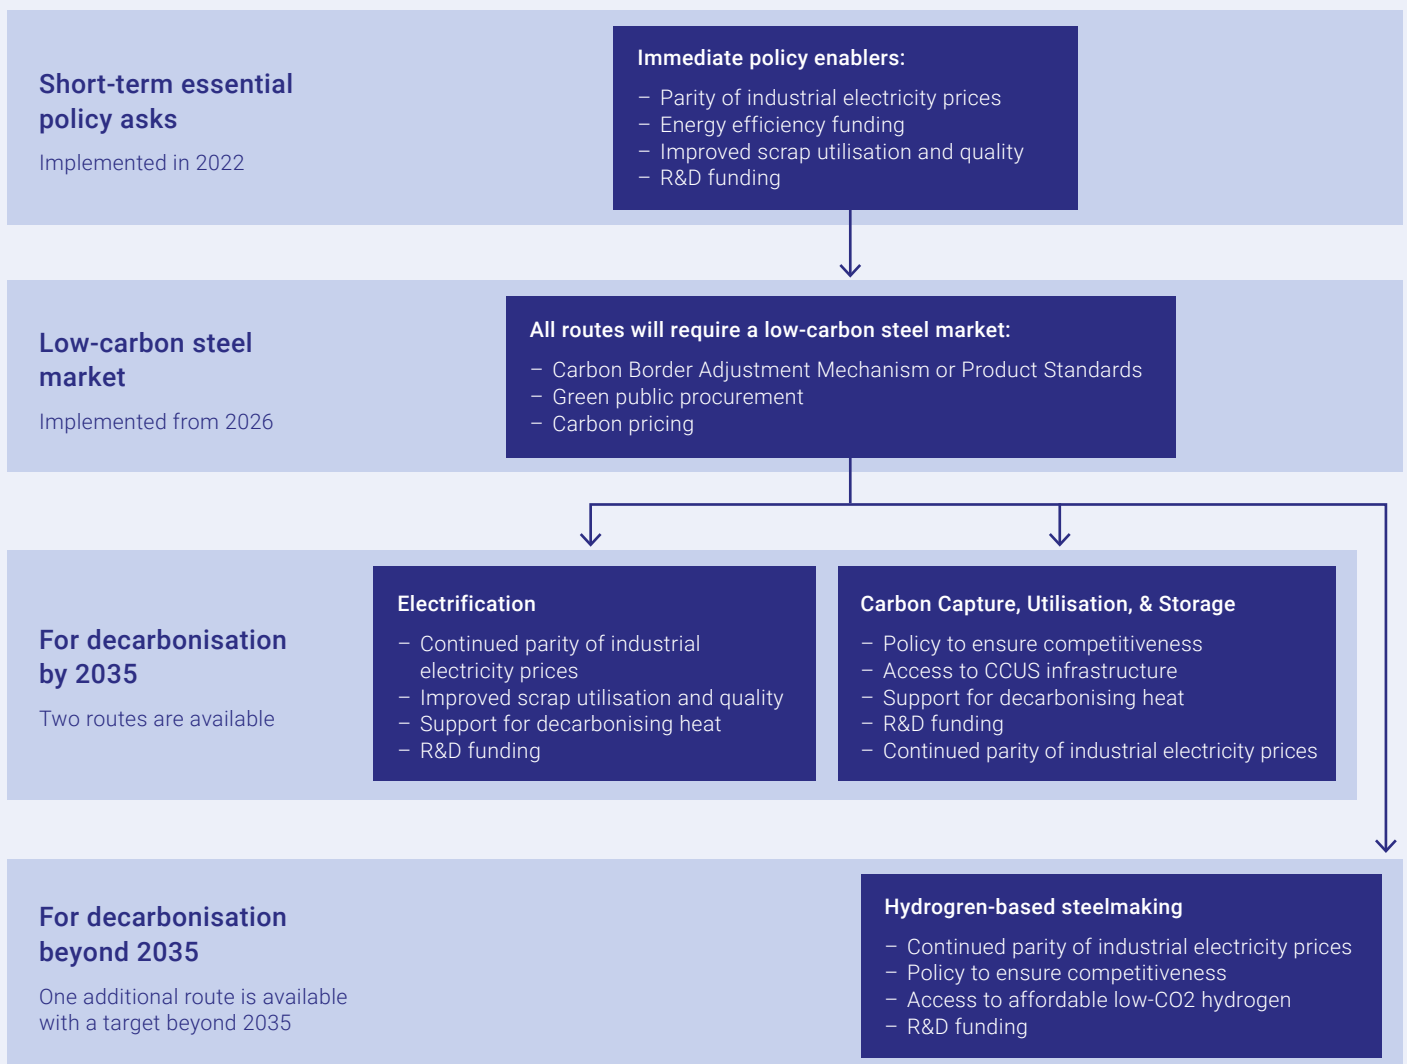 Short-term essential
policy asks
Implemented in 2022
Immediate policy enablers:
– Parity of industrial electricity prices
– Energy efficiency funding
– Improved scrap utilisation and quality
– R&D funding
Low-carbon steel
market
Implemented from 2026
All routes will require a low-carbon steel market:
– Carbon Border Adjustment Mechanism or Product Standards
– Green public procurement
– Carbon pricing
For decarbonisation
by 2035
Two routes are available
Electrification
– Continued parity of industrial
electricity prices
– Improved scrap utilisation and quality
– Support for decarbonising heat
– R&D funding
Carbon Capture, Utilisation, & Storage
– Policy to ensure competitiveness
– Access to CCUS infrastructure
– Support for decarbonising heat
– R&D funding
– Continued parity of industrial electricity prices
For decarbonisation
beyond 2035
One additional route is available
with a target beyond 2035
Hydrogren-based steelmaking
– Continued parity of industrial electricity prices
– Policy to ensure competitiveness
– Access to affordable low-CO2 hydrogen
– R&D funding